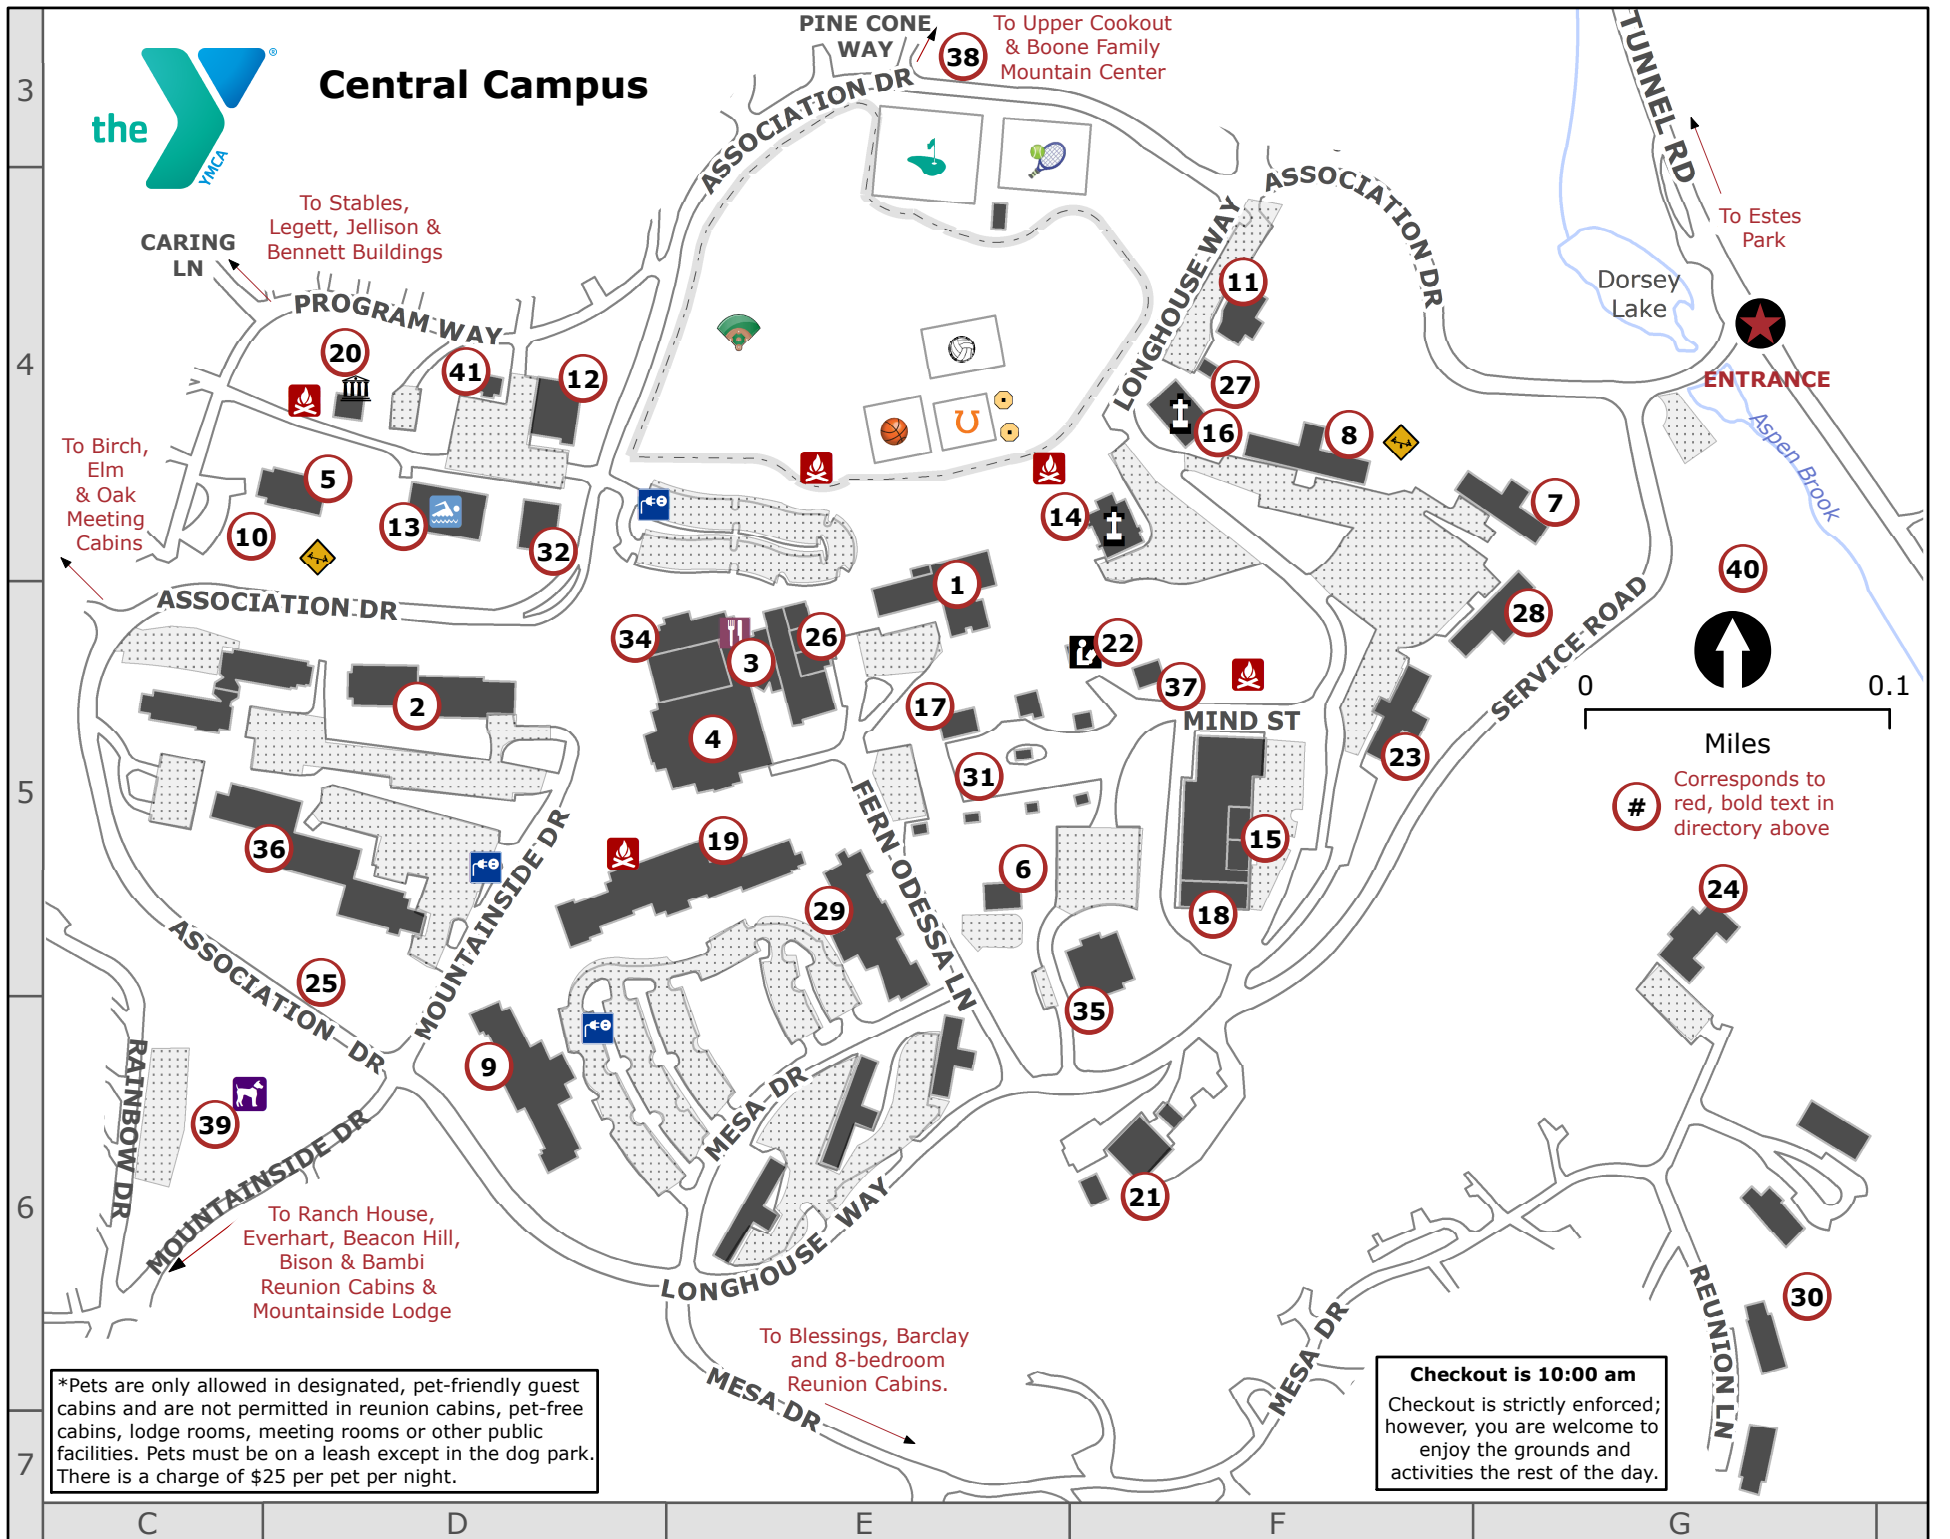 the
YMCA
®
Central Campus
PINE CONE
WAY
38
To Upper Cookout
& Boone Family
Mountain Center
TUNNEL RD
ASSOCIATION DR
ASSOCIATION DR
LONGHOUSE WAY
To Estes
Park
To Stables,
Legett, Jellison &
Bennett Buildings
CARING
LN
PROGRAM WAY
Dorsey
Lake
ENTRANCE
Aspen Brook
11
20
41
12
27
16
8
To Birch,
Elm
& Oak
Meeting
Cabins
5
10
13
32
14
7
40
ASSOCIATION DR
1
28
SERVICE ROAD
34
3
26
22
37
MIND ST
2
4
17
31
23
0
0.1
Miles
#
Corresponds to
red, bold text in
directory above
FERN ODESSA LN
MOUNTAINSIDE DR
36
19
29
6
15
18
24
ASSOCIATION DR
25
35
9
MESA DR
RAINBOW DR
39
MOUNTAINSIDE DR
21
To Ranch House,
Everhart, Beacon Hill,
Bison & Bambi
Reunion Cabins &
Mountainside Lodge
LONGHOUSE WAY
REUNION LN
30
MESA DR
To Blessings, Barclay
and 8-bedroom
Reunion Cabins.
MESA DR
*Pets are only allowed in designated, pet-friendly guest
cabins and are not permitted in reunion cabins, pet-free
cabins, lodge rooms, meeting rooms or other public
facilities. Pets must be on a leash except in the dog park.
There is a charge of $25 per pet per night.
Checkout is 10:00 am
Checkout is strictly enforced;
however, you are welcome to
enjoy the grounds and
activities the rest of the day.
3
4
5
6
7
C
D
E
F
G